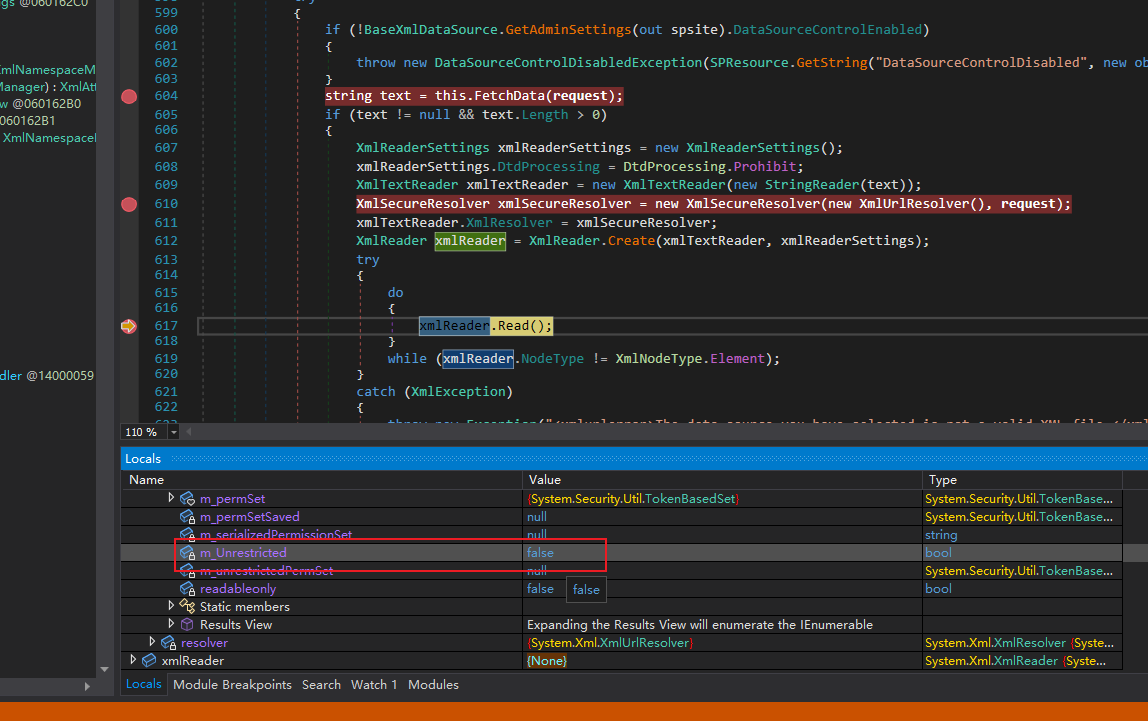 ngs @060162C0
XmlNamespaceM
Manager) : XmlAtt
w @060162B0
060162B1
XmlNamespaceI
dler @14000059
599 {
600 if (!BaseXmlDataSource.GetAdminSettings(out spsite).DataSourceControlEnabled)
601 {
602 throw new DataSourceControlDisabledException(SPResource.GetString("DataSourceControlDisabled", new ob
603 }
604 string text = this.FetchData(request);
605 if (text != null && text.Length > 0)
606 {
607 XmlReaderSettings xmlReaderSettings = new XmlReaderSettings();
608 xmlReaderSettings.DtdProcessing = DtdProcessing.Prohibit;
609 XmlTextReader xmlTextReader = new XmlTextReader(new StringReader(text));
610 XmlSecureResolver xmlSecureResolver = new XmlSecureResolver(new XmlUrlResolver(), request);
611 xmlTextReader.XmlResolver = xmlSecureResolver;
612 XmlReader xmlReader = XmlReader.Create(xmlTextReader, xmlReaderSettings);
613 try
614 {
615 do
616 {
617 xmlReader.Read();
618 }
619 while (xmlReader.NodeType != XmlNodeType.Element);
620 }
621 catch (XmlException)
622 {
110 %
Locals
Name Value Type
m_permSet {System.Security.Util.TokenBasedSet} System.Security.Util.TokenBase...
m_permSetSaved null System.Security.Util.TokenBase...
m_serializedPermissionSet null string
m_Unrestricted false bool
m_unrestrictedPermSet null System.Security.Util.TokenBase...
readableonly false bool
false
Static members
Results View Expanding the Results View will enumerate the IEnumerable
resolver {System.Xml.XmlUrlResolver} System.Xml.XmlResolver {Syste...
xmlReader {None} System.Xml.XmlReader {Syste...
Locals Module Breakpoints Search Watch 1 Modules